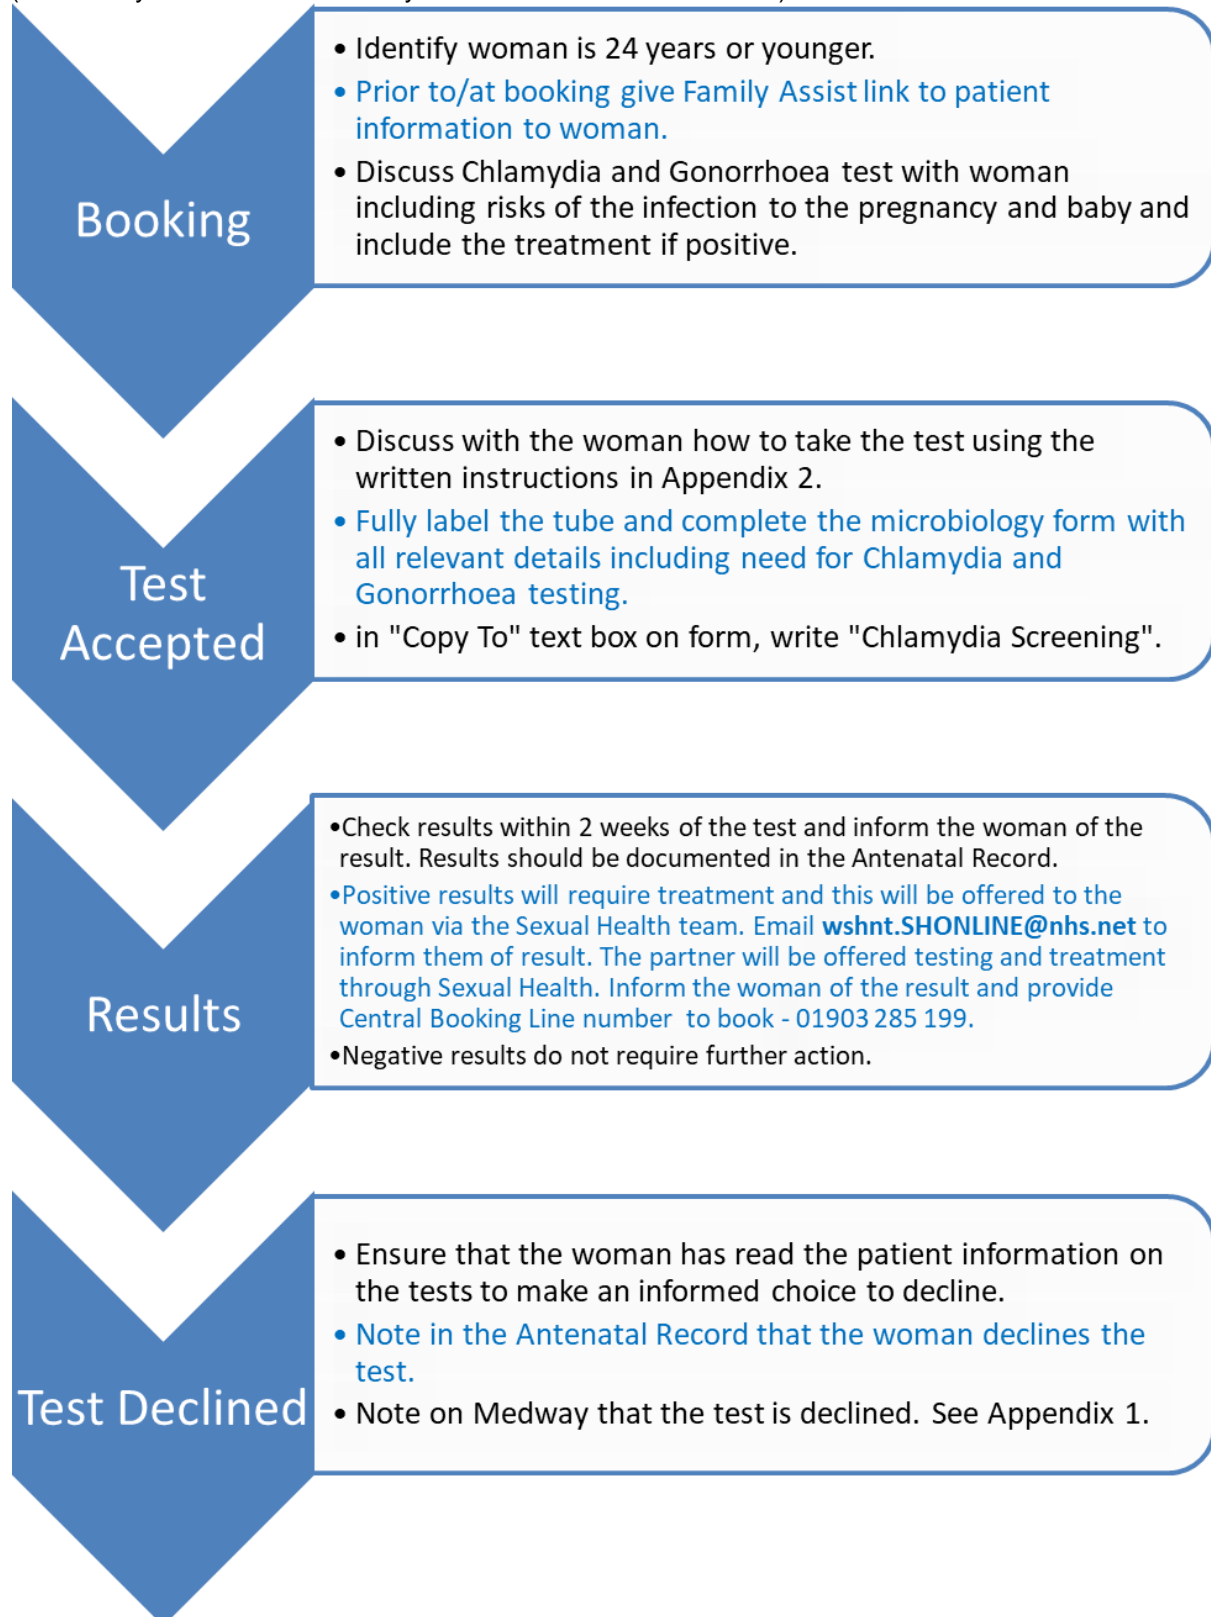 Booking
• Identify woman is 24 years or younger.
• Prior to/at booking give Family Assist link to patient
information to woman.
• Discuss Chlamydia and Gonorrhoea test with woman
including risks of the infection to the pregnancy and baby and
include the treatment if positive.
Test
Accepted
• Discuss with the woman how to take the test using the
written instructions in Appendix 2.
• Fully label the tube and complete the microbiology form with
all relevant details including need for Chlamydia and
Gonorrhoea testing.
• in "Copy To" text box on form, write "Chlamydia Screening".
Results
•Check results within 2 weeks of the test and inform the woman of the
result. Results should be documented in the Antenatal Record.
•Positive results will require treatment and this will be offered to the
woman via the Sexual Health team. Email wshnt.SHONLINE@nhs.net to
inform them of result. The partner will be offered testing and treatment
through Sexual Health. Inform the woman of the result and provide
Central Booking Line number to book - 01903 285 199.
•Negative results do not require further action.
Test Declined
• Ensure that the woman has read the patient information on
the tests to make an informed choice to decline.
• Note in the Antenatal Record that the woman declines the
test.
• Note on Medway that the test is declined. See Appendix 1.